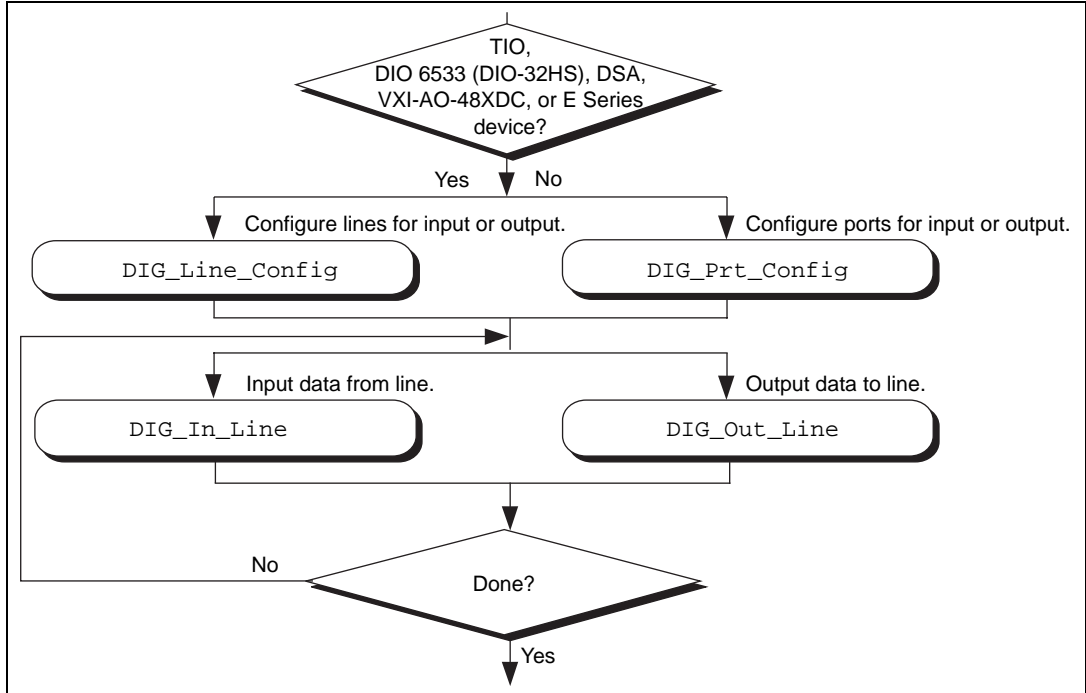 TIO,
DIO 6533 (DIO-32HS), DSA,
VXI-AO-48XDC, or E Series
device?
Yes No
Configure lines for input or output.
Configure ports for input or output.
DIG_Line_Config
DIG_Prt_Config
Input data from line.
Output data to line.
DIG_In_Line
DIG_Out_Line
No
Done?
Yes